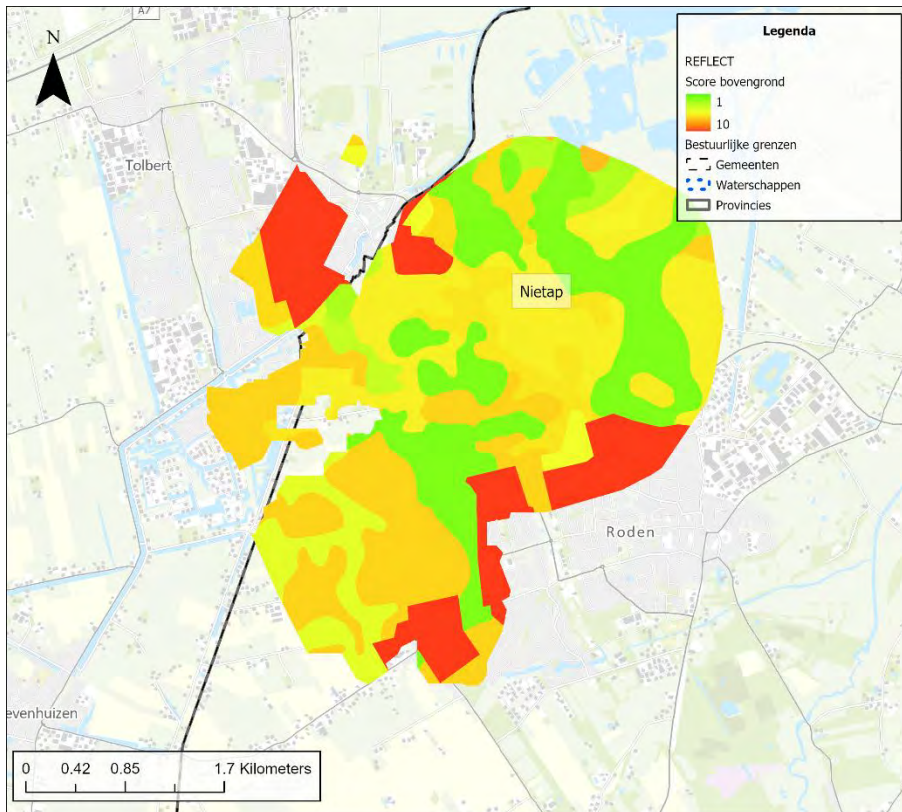 A7
N
Tolbert
Nietap
Roden
evenhuizen
Legenda
REFLECT
Score bovengrond
1
10
Bestuurlijke grenzen
Gemeenten
Waterschappen
Provincies
0 0.42 0.85 1.7 Kilometers